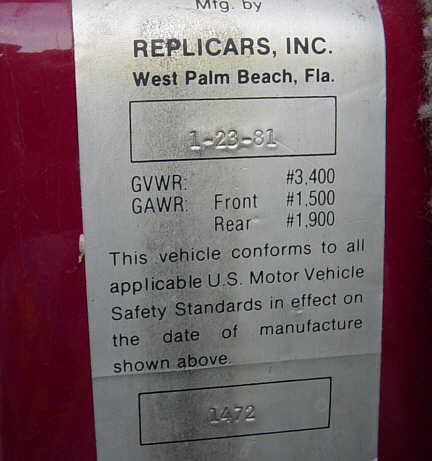 Mfg. by
REPLICARS, INC.
West Palm Beach, Fla.
1-23-81
GVWR: #3,400
GAWR: Front #1,500
Rear #1,900
This vehicle conforms to all
applicable U.S. Motor Vehicle
Safety Standards in effect on
the date of manufacture
shown above.
1472